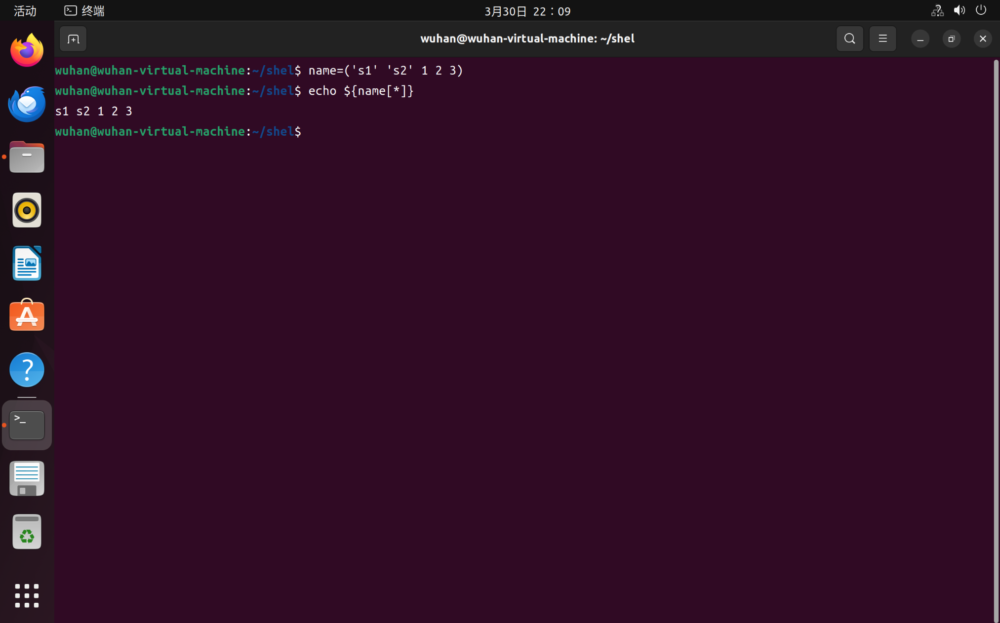 活动
终端
3月30日 22：09
wuhan@wuhan-virtual-machine: ~/shel
wuhan@wuhan-virtual-machine:~/shel$ name=('s1' 's2' 1 2 3)
wuhan@wuhan-virtual-machine:~/shel$ echo ${name[*]}
s1 s2 1 2 3
wuhan@wuhan-virtual-machine:~/shel$